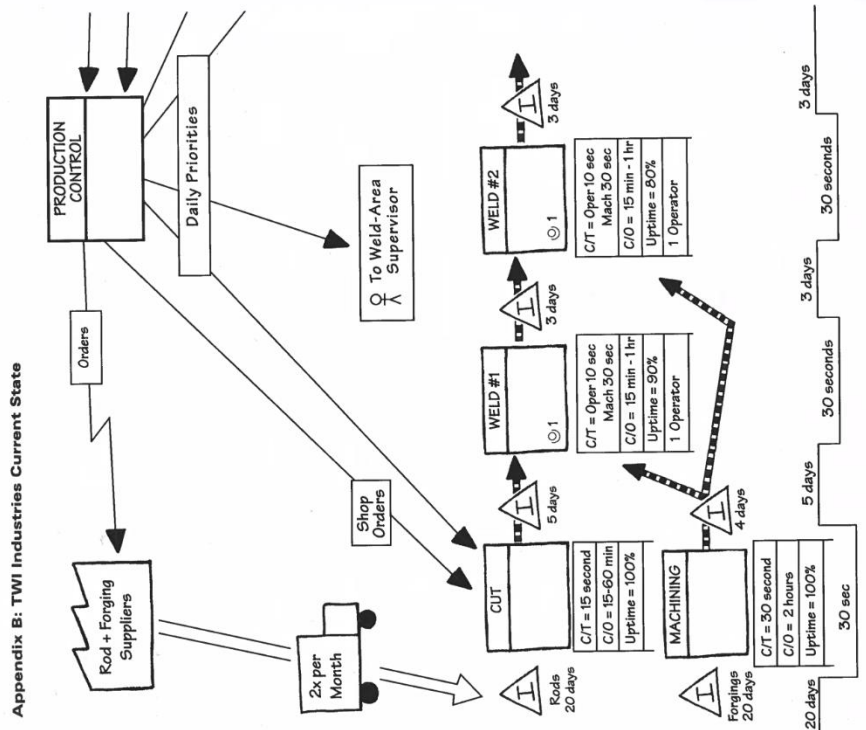 Appendix B: TWI Industries Current State
Rod + Forging
Suppliers
Orders
PRODUCTION
CONTROL
Daily Priorities
2x per
Month
Shop
Orders
To Weld-Area
Supervisor
I
Rods
20 days
CUT
C/T = 15 second
C/O = 15-60 min
Uptime = 100%
I
5 days
WELD #1
1
C/T = Oper 10 sec
Mach 30 sec
C/O = 15 min - 1 hr
Uptime = 90%
1 Operator
I
3 days
WELD #2
1
C/T = Oper 10 sec
Mach 30 sec
C/O = 15 min - 1 hr
Uptime = 80%
1 Operator
I
3 days
I
Forgings
20 days
MACHINING
C/T = 30 second
C/O = 2 hours
Uptime = 100%
I
4 days
20 days
30 sec
5 days
30 seconds
3 days
30 seconds
3 days